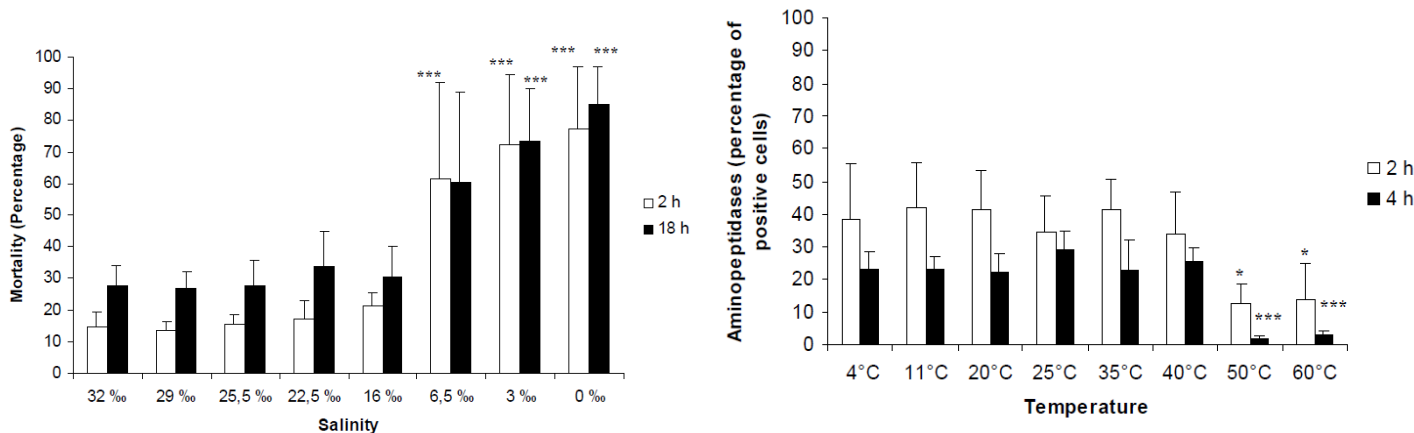 Mortality (Percentage)
100
90
80
70
60
50
40
30
20
10
0
*** *** *** *** ***
32 ‰ 29 ‰ 25,5 ‰ 22,5 ‰ 16 ‰ 6,5 ‰ 3 ‰ 0 ‰
Salinity
2 h
18 h
Aminopeptidases (percentage of
positive cells)
100
90
80
70
60
50
40
30
20
10
0
* *** * ***
4°C 11°C 20°C 25°C 35°C 40°C 50°C 60°C
Temperature
2 h
4 h